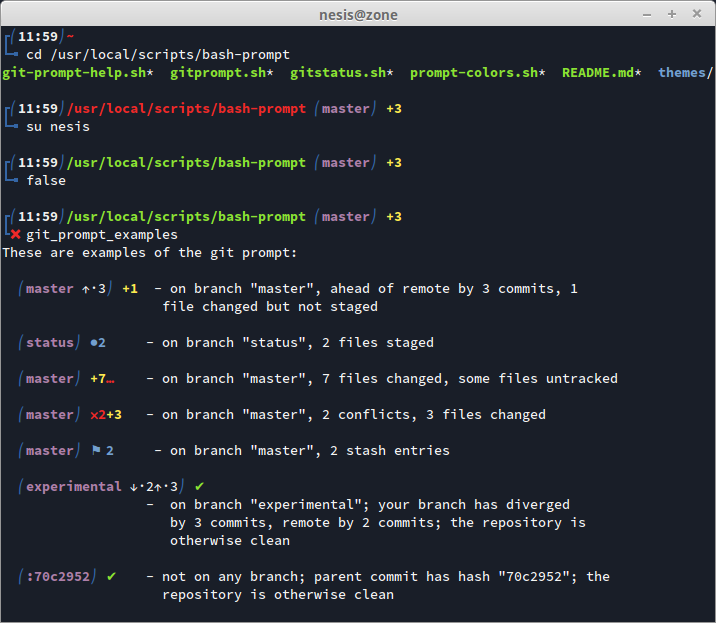 nesis@zone
(11:59)~
cd /usr/local/scripts/bash-prompt
git-prompt-help.sh* gitprompt.sh* gitstatus.sh* prompt-colors.sh* README.md* themes/
(11:59)/usr/local/scripts/bash-prompt (master) +3
su nesis
(11:59)/usr/local/scripts/bash-prompt (master) +3
false
(11:59)/usr/local/scripts/bash-prompt (master) +3
✘ git_prompt_examples
These are examples of the git prompt:
(master ↑·3) +1 – on branch "master", ahead of remote by 3 commits, 1
file changed but not staged
(status) ●2 – on branch "status", 2 files staged
(master) +7… – on branch "master", 7 files changed, some files untracked
(master) ✕2+3 – on branch "master", 2 conflicts, 3 files changed
(master) ⚑ 2 – on branch "master", 2 stash entries
(experimental ↓·2↑·3) ✔
– on branch "experimental"; your branch has diverged
by 3 commits, remote by 2 commits; the repository is
otherwise clean
(:70c2952) ✔ – not on any branch; parent commit has hash "70c2952"; the
repository is otherwise clean